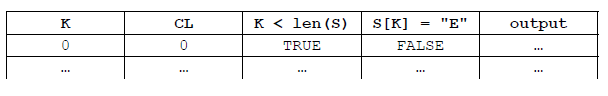 K CL K < len(S) S[K] = "E" output
0 0 TRUE FALSE …
… … … … …